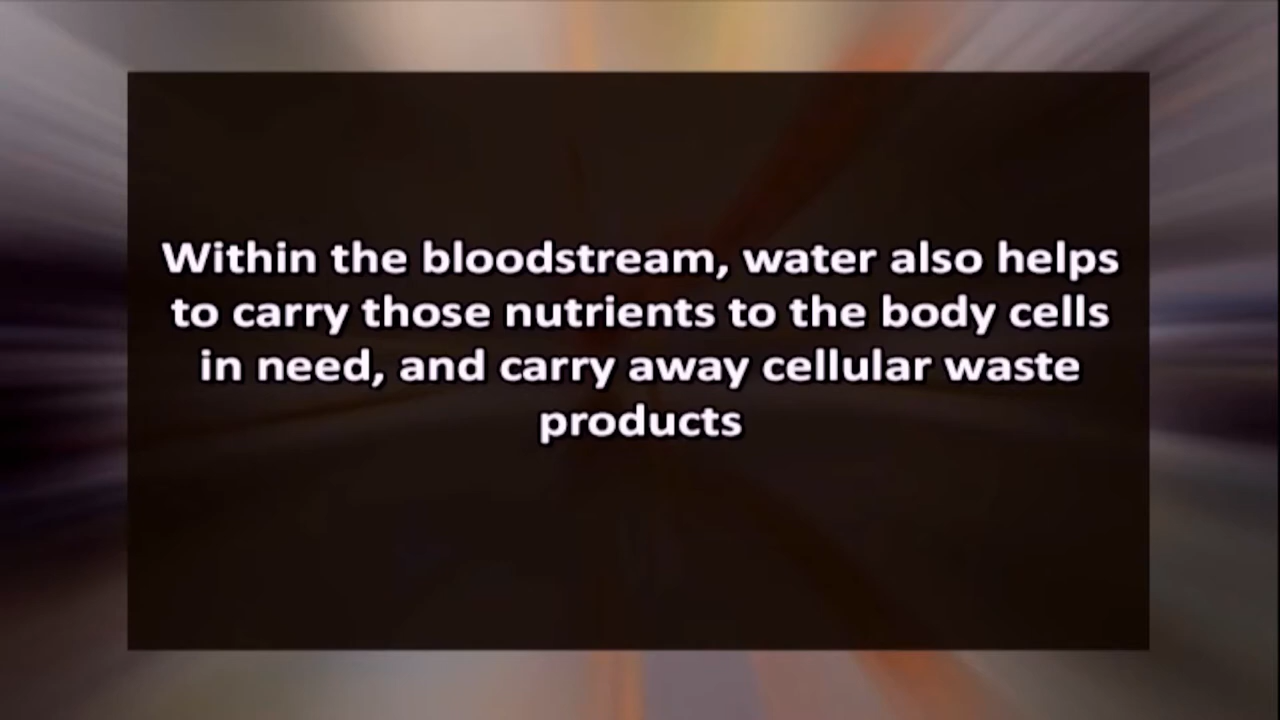 Within the bloodstream, water also helps
to carry those nutrients to the body cells
in need, and carry away cellular waste
products